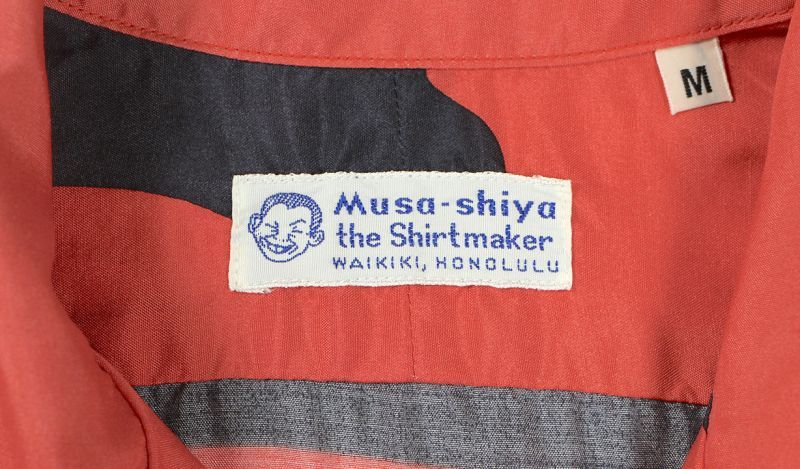 M
Musa-shiya
the Shirtmaker
WAIKIKI, HONOLULU